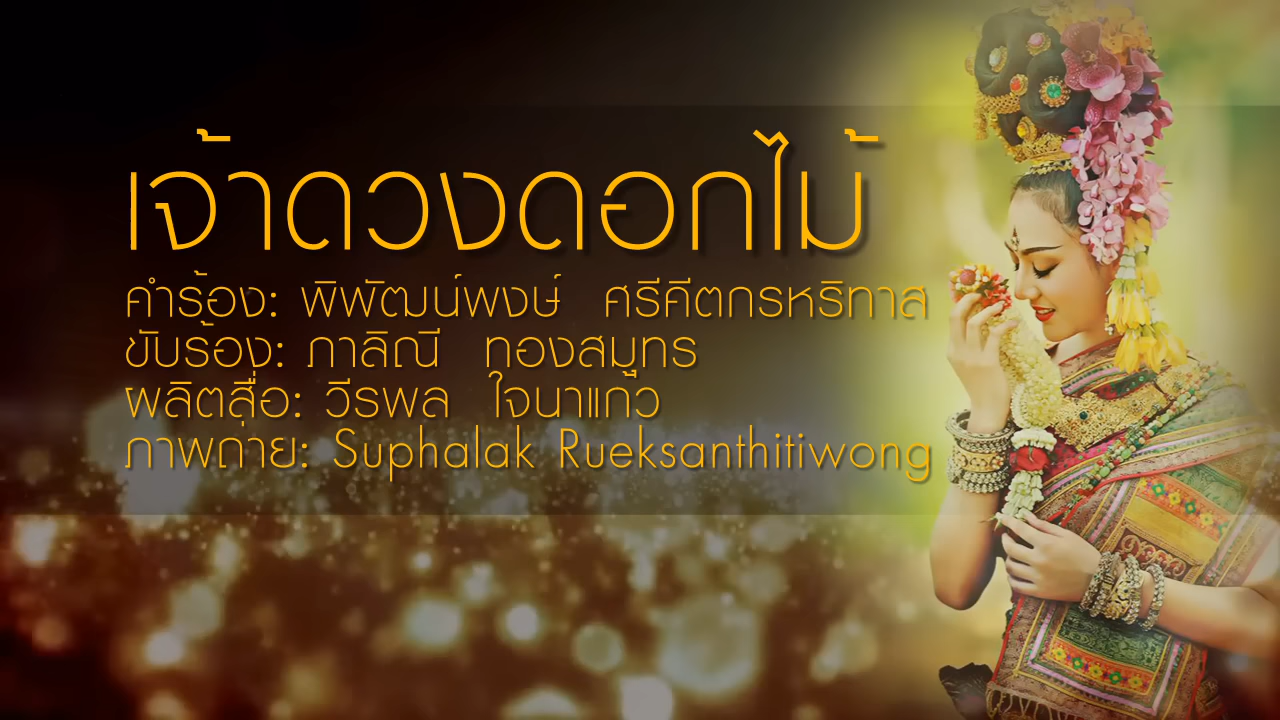 เจ้าดวงดอกไม้
คำร้อง: พิพัฒน์พงษ์ ศรีคีตกรหริทาส
ขับร้อง: ภาลิณี ทองสมุทร
ผลิตสื่อ: วีรพล ใจนาแก้ว
ภาพถ่าย: Suphalak Rueksanthitiwong